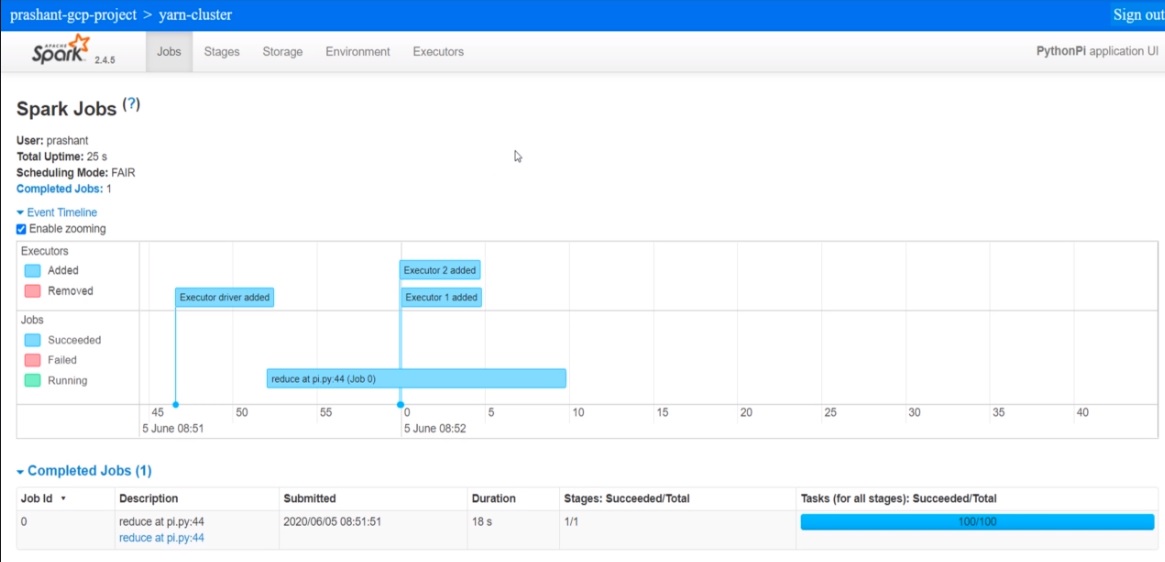 prashant-gcp-project > yarn-cluster Sign out
APACHE Spark 2.4.5 Jobs Stages Storage Environment Executors PythonPi application UI
Spark Jobs (?)
User: prashant
Total Uptime: 25 s
Scheduling Mode: FAIR
Completed Jobs: 1
Event Timeline
Enable zooming
Executors
Added
Removed
Executor 2 added
Executor driver added
Executor 1 added
Jobs
Succeeded
Failed
Running
reduce at pi.py:44 (Job 0)
45 50 55 0 5 10 15 20 25 30 35 40
5 June 08:51 5 June 08:52
Completed Jobs (1)
Job Id Description Submitted Duration Stages: Succeeded/Total Tasks (for all stages): Succeeded/Total
0 reduce at pi.py:44 2020/06/05 08:51:51 18 s 1/1 100/100
reduce at pi.py:44